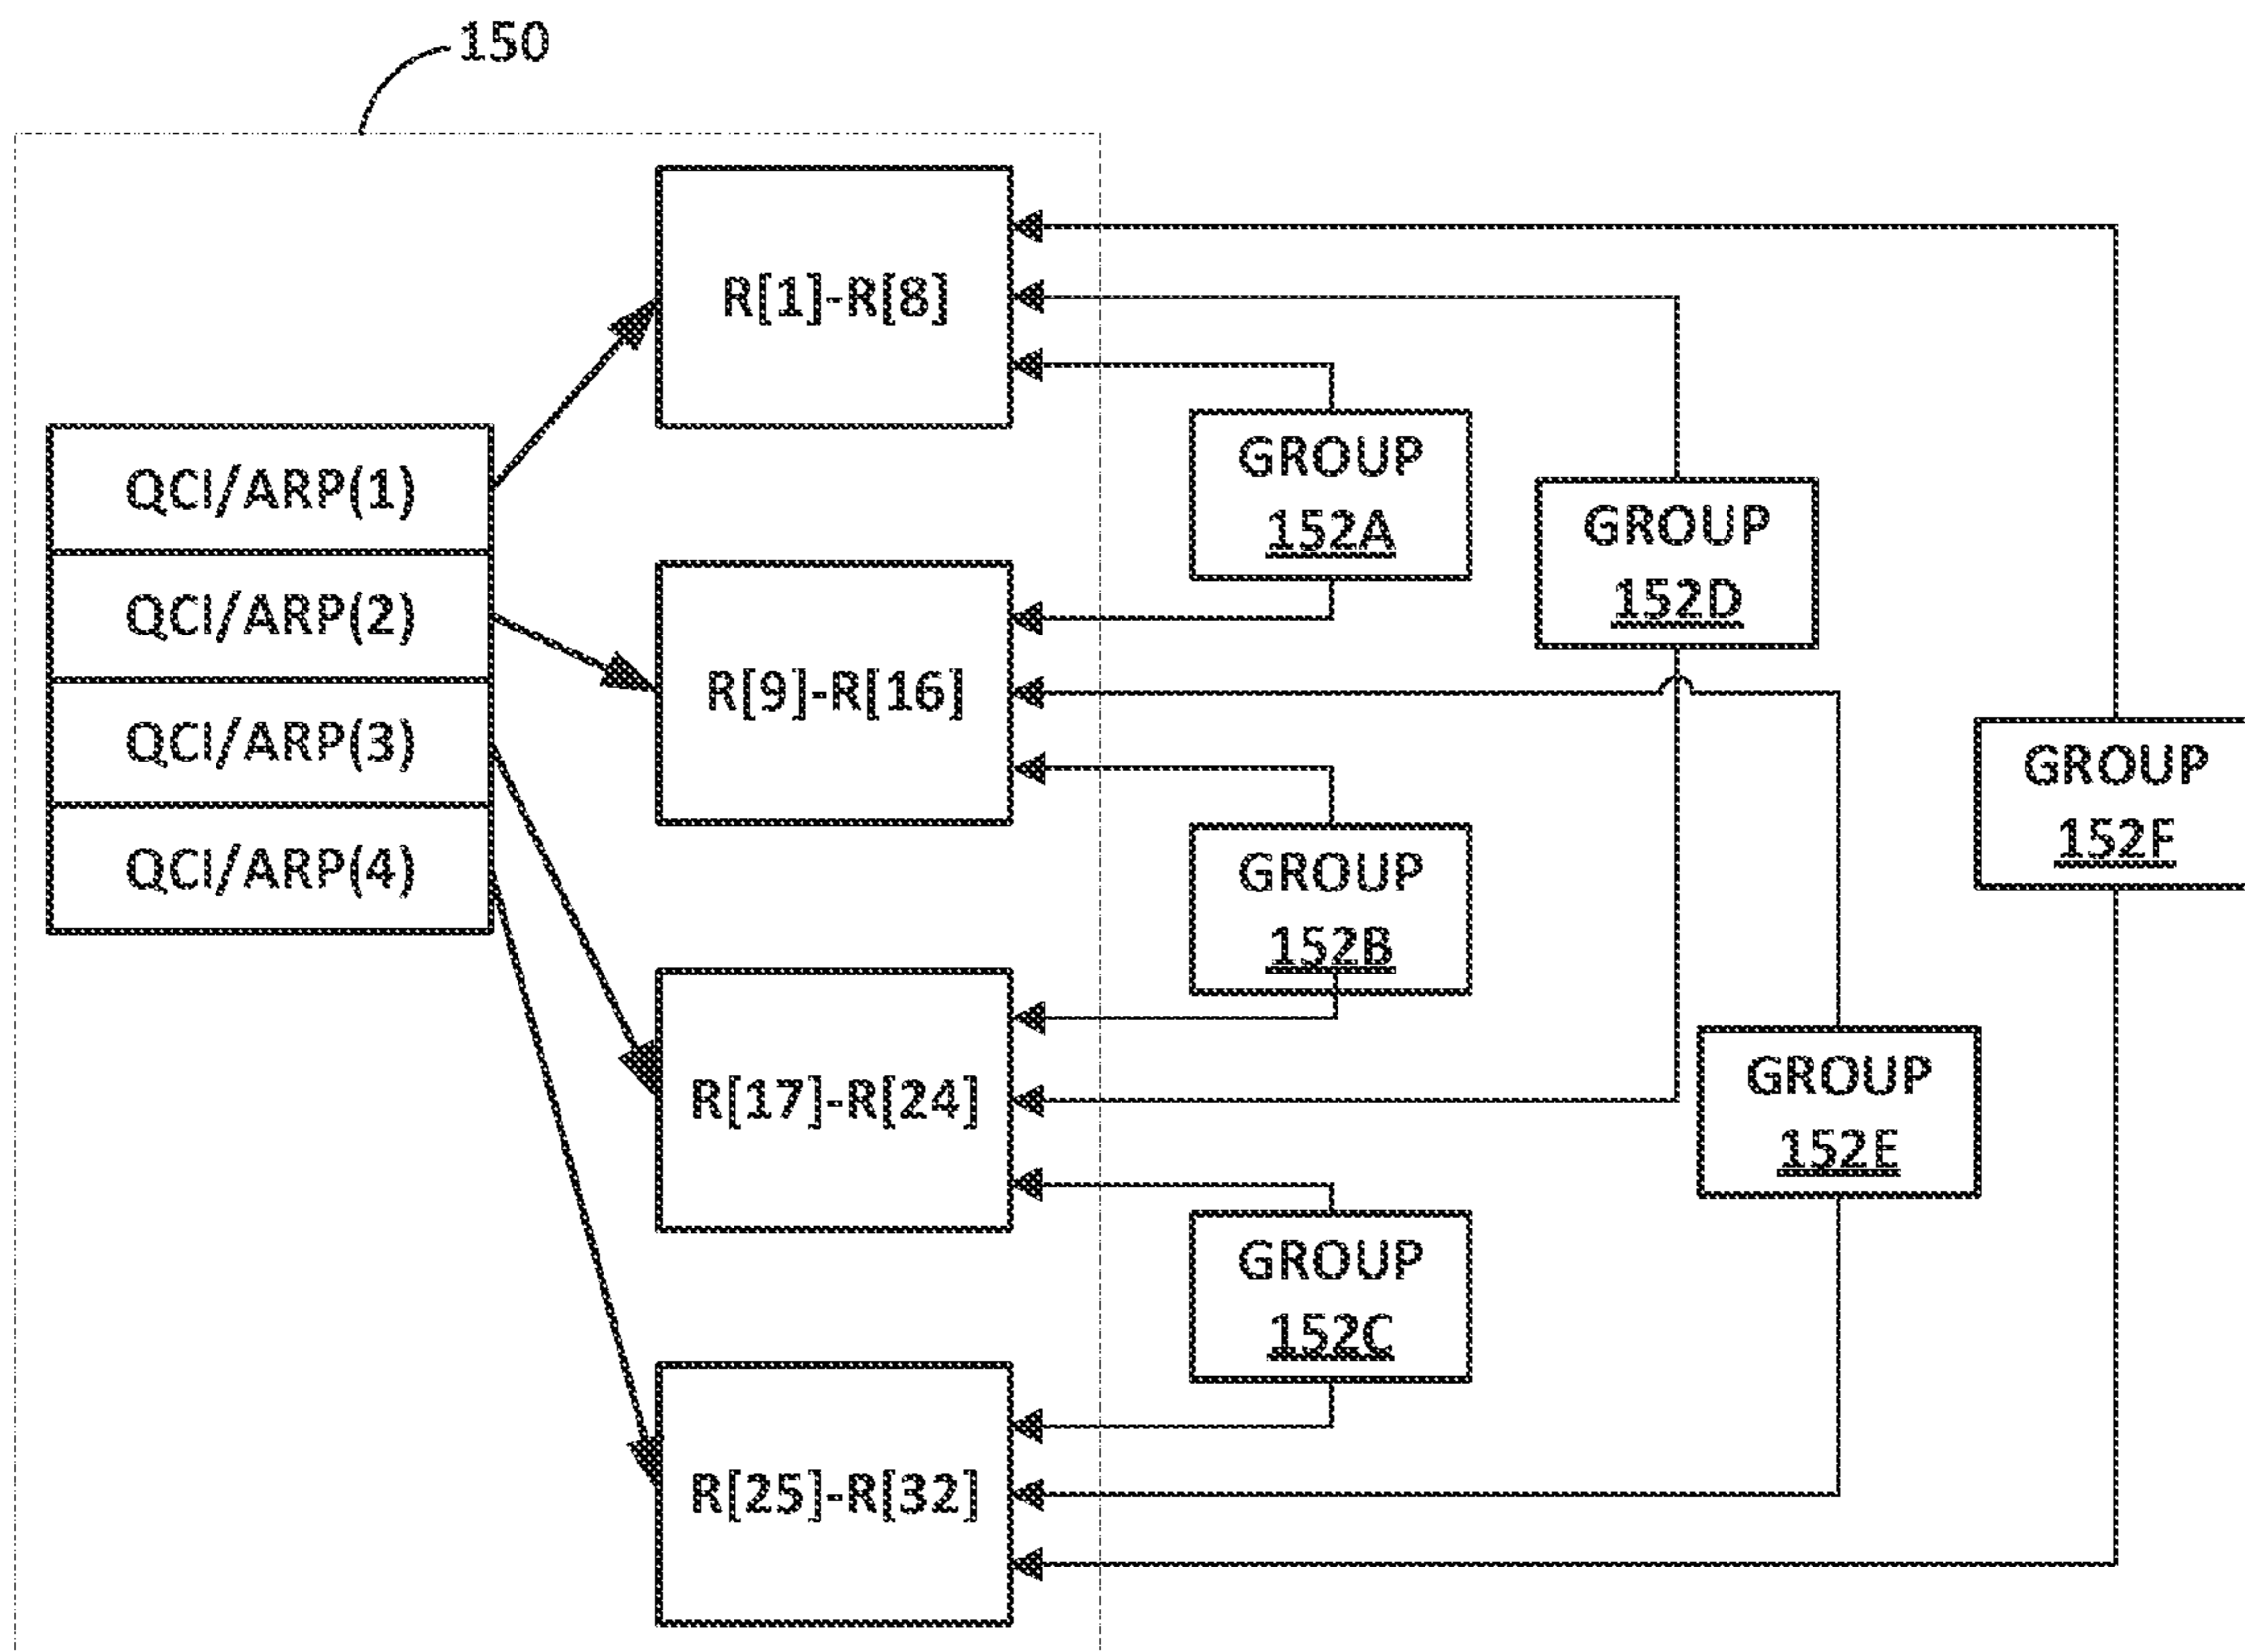 150
R[1]-R[8]
QCI/ARP(1)
QCI/ARP(2)
QCI/ARP(3)
QCI/ARP(4)
R[9]-R[16]
R[17]-R[24]
R[25]-R[32]
GROUP
152A
GROUP
152B
GROUP
152C
GROUP
152D
GROUP
152E
GROUP
152F